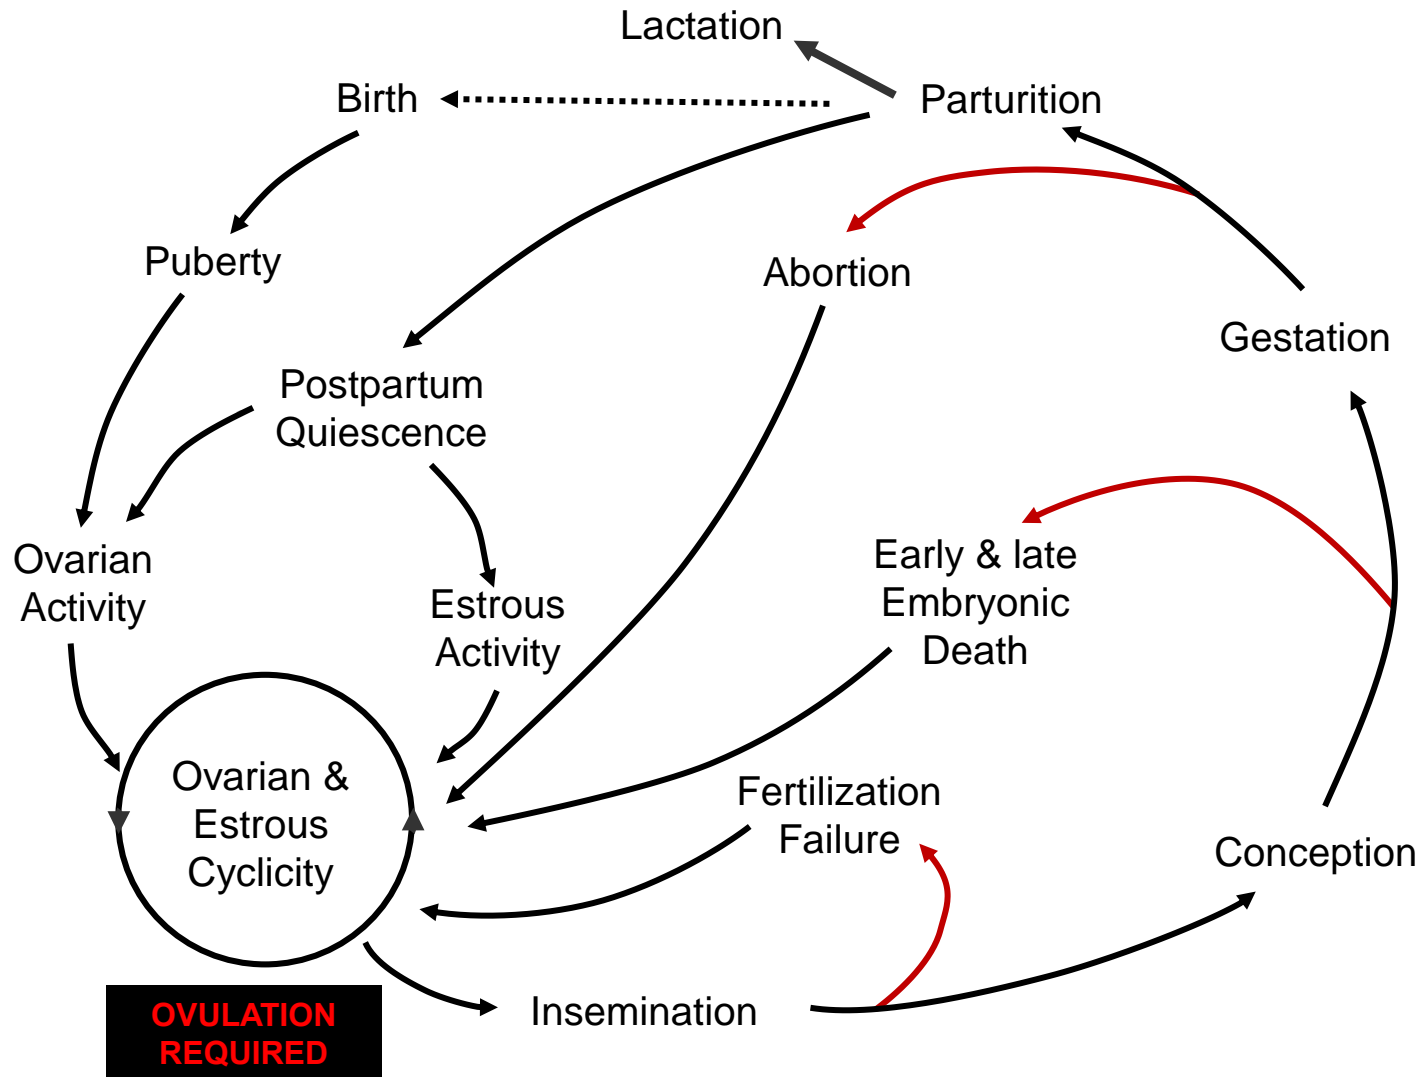 Lactation
Birth
Parturition
Puberty
Abortion
Gestation
Postpartum
Quiescence
Ovarian
Activity
Estrous
Activity
Early & late
Embryonic
Death
Ovarian &
Estrous
Cyclicity
Fertilization
Failure
Conception
Insemination
OVULATION
REQUIRED